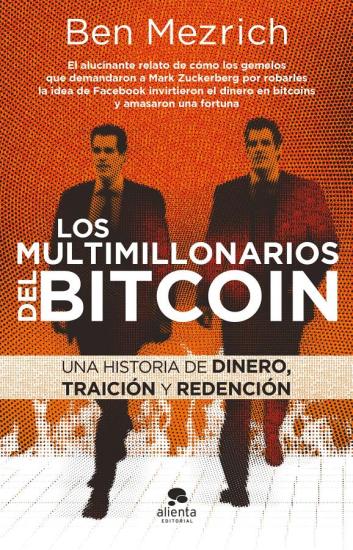 Ben Mezrich
El alucinante relato de cómo los gemelos
que demandaron a Mark Zuckerberg por robarles
la idea de Facebook invirtieron el dinero en bitcoins
y amasaron una fortuna
LOS
MULTIMILLONARIOS
DEL BITCOIN
UNA HISTORIA DE DINERO,
TRAICIÓN Y REDENCIÓN
alienta
EDITORIAL